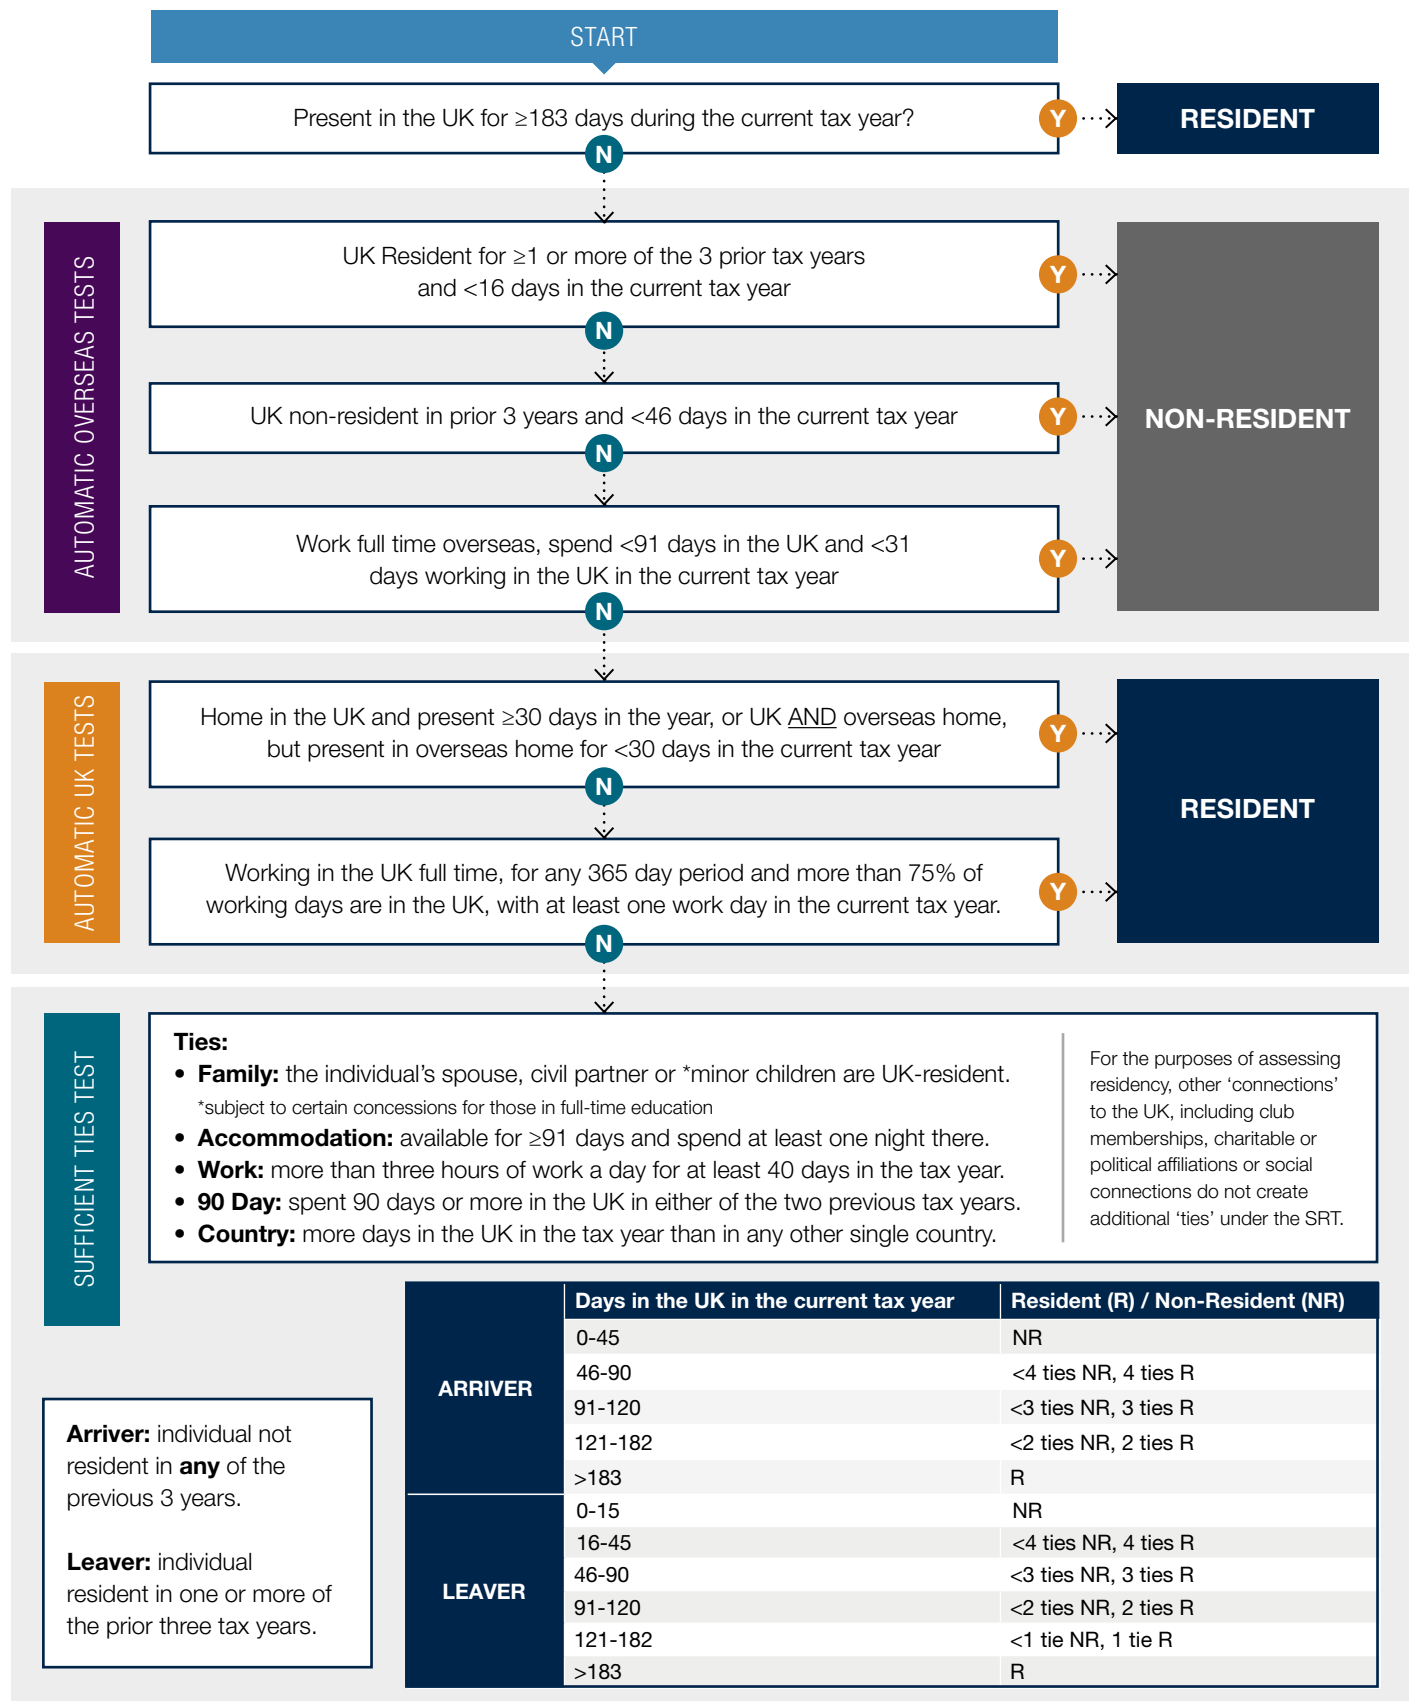 START
Present in the UK for ≥183 days during the current tax year?
Y
RESIDENT
N
AUTOMATIC OVERSEAS TESTS
UK Resident for ≥1 or more of the 3 prior tax years
and <16 days in the current tax year
Y
N
UK non-resident in prior 3 years and <46 days in the current tax year
Y
NON-RESIDENT
N
Work full time overseas, spend <91 days in the UK and <31
days working in the UK in the current tax year
Y
N
AUTOMATIC UK TESTS
Home in the UK and present ≥30 days in the year, or UK AND overseas home,
but present in overseas home for <30 days in the current tax year
Y
N
RESIDENT
Working in the UK full time, for any 365 day period and more than 75% of
working days are in the UK, with at least one work day in the current tax year.
Y
N
SUFFICIENT TIES TEST
Ties:
• Family: the individual’s spouse, civil partner or *minor children are UK-resident.
*subject to certain concessions for those in full-time education
• Accommodation: available for ≥91 days and spend at least one night there.
• Work: more than three hours of work a day for at least 40 days in the tax year.
• 90 Day: spent 90 days or more in the UK in either of the two previous tax years.
• Country: more days in the UK in the tax year than in any other single country.
For the purposes of assessing
residency, other ‘connections’
to the UK, including club
memberships, charitable or
political affiliations or social
connections do not create
additional ‘ties’ under the SRT.
Arriver: individual not
resident in any of the
previous 3 years.
Leaver: individual
resident in one or more of
the prior three tax years.
Days in the UK in the current tax year Resident (R) / Non-Resident (NR)
ARRIVER
0-45 NR
46-90 <4 ties NR, 4 ties R
91-120 <3 ties NR, 3 ties R
121-182 <2 ties NR, 2 ties R
>183 R
LEAVER
0-15 NR
16-45 <4 ties NR, 4 ties R
46-90 <3 ties NR, 3 ties R
91-120 <2 ties NR, 2 ties R
121-182 <1 tie NR, 1 tie R
>183 R